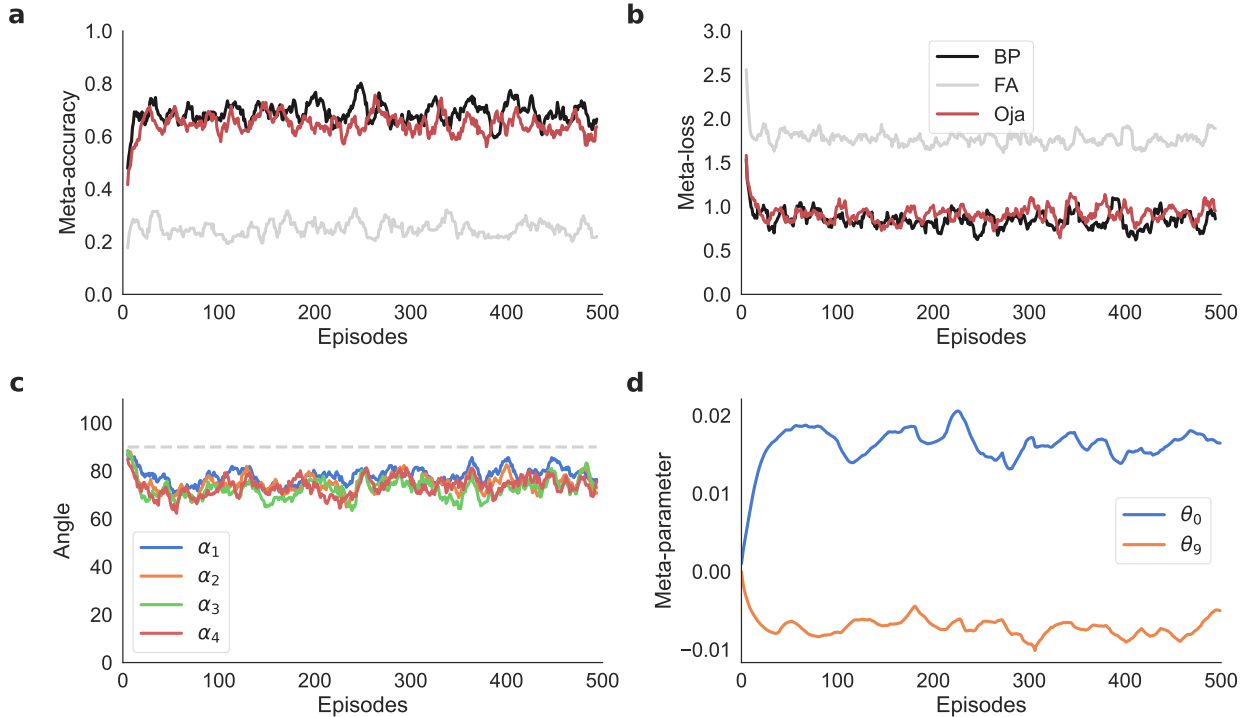 a
1.0
0.8
0.6
0.4
0.2
0.0
Meta-accuracy
0 100 200 300 400 500
Episodes
b
3.0
2.5
2.0
1.5
1.0
0.5
0.0
Meta-loss
BP
FA
Oja
0 100 200 300 400 500
Episodes
c
100
80
60
40
20
0
Angle
α₁
α₂
α₃
α₄
0 100 200 300 400 500
Episodes
d
0.02
0.01
0.00
−0.01
Meta-parameter
θ₀
θ₉
0 100 200 300 400 500
Episodes